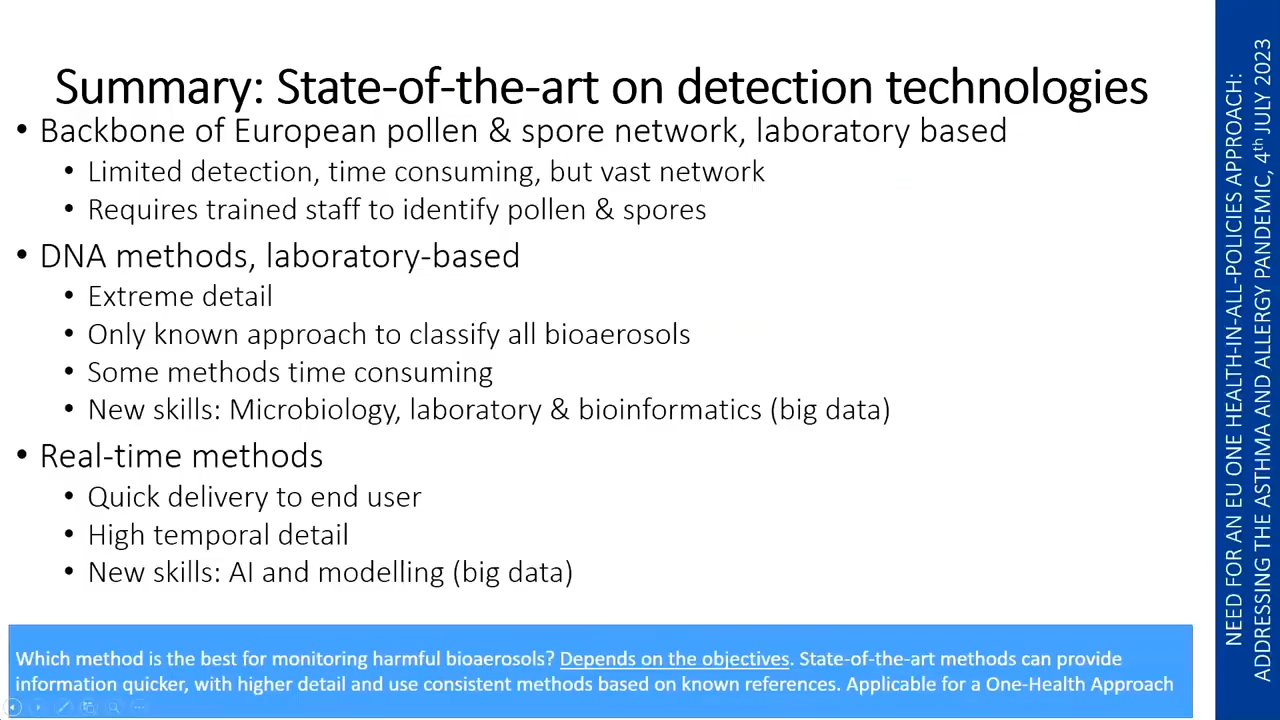 Summary: State-of-the-art on detection technologies
• Backbone of European pollen & spore network, laboratory based
• Limited detection, time consuming, but vast network
• Requires trained staff to identify pollen & spores
• DNA methods, laboratory-based
• Extreme detail
• Only known approach to classify all bioaerosols
• Some methods time consuming
• New skills: Microbiology, laboratory & bioinformatics (big data)
• Real-time methods
• Quick delivery to end user
• High temporal detail
• New skills: AI and modelling (big data)
Which method is the best for monitoring harmful bioaerosols? Depends on the objectives. State-of-the-art methods can provide
information quicker, with higher detail and use consistent methods based on known references. Applicable for a One-Health Approach
NEED FOR AN EU ONE HEALTH-IN-ALL-POLICIES APPROACH:
ADDRESSING THE ASTHMA AND ALLERGY PANDEMIC, 4th JULY 2023